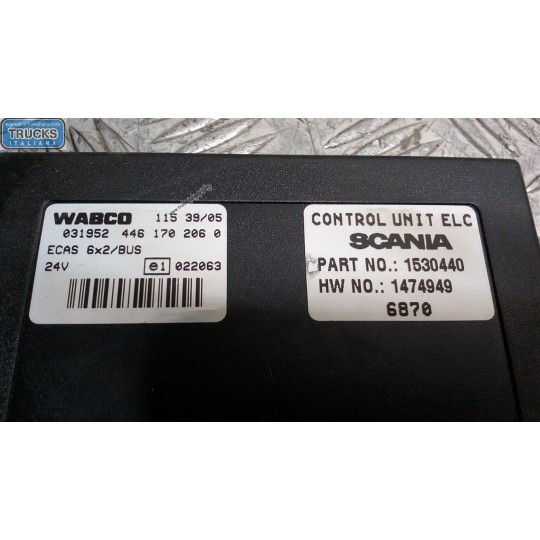 TRUCKS
ITALIANA
WABCO 115 39/05
031952 446 170 206 0
ECAS 6x2/BUS
24V e1 022063
CONTROL UNIT ELC
SCANIA
PART NO.: 1530440
HW NO.: 1474949
6870